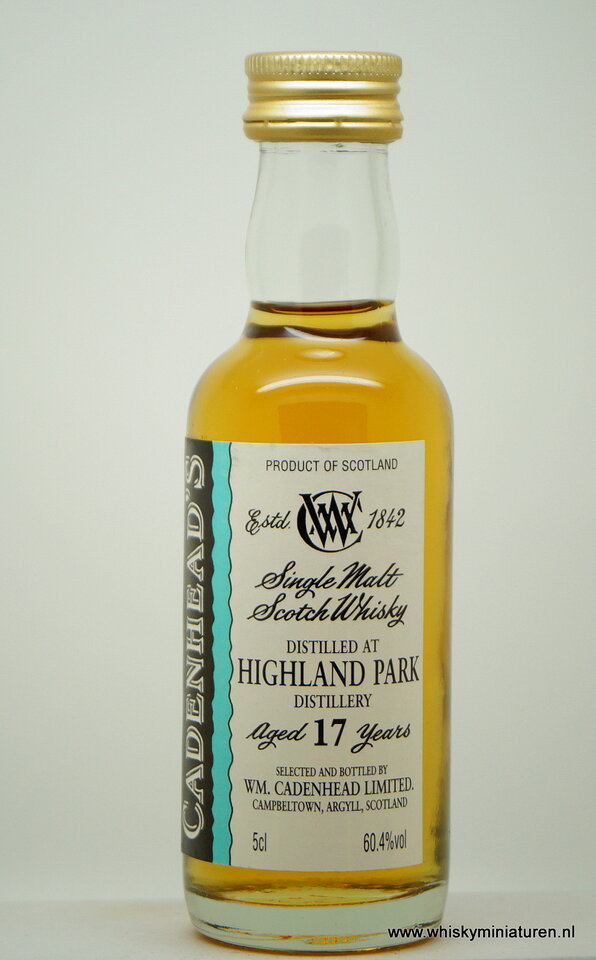 CADENHEAD'S
PRODUCT OF SCOTLAND
Estd. WC 1842
Single Malt
Scotch Whisky
DISTILLED AT
HIGHLAND PARK
DISTILLERY
Aged 17 Years
SELECTED AND BOTTLED BY
WM. CADENHEAD LIMITED.
CAMPBELTOWN, ARGYLL, SCOTLAND
5cl 60.4%vol
www.whiskyminiaturen.nl